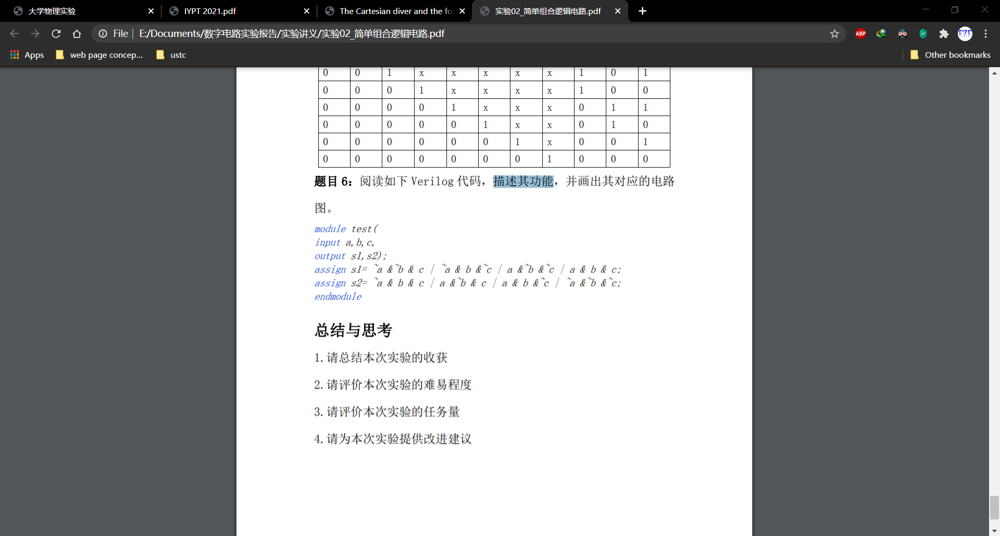 大学物理实验
IYPT 2021.pdf
The Cartesian diver and the fo
实验02_简单组合逻辑电路.pdf
File | E:/Documents/数字电路实验报告/实验讲义/实验02_简单组合逻辑电路.pdf
ABP
FZF
Apps
web page concep...
ustc
Other bookmarks
0 0 1 x x x x x 1 0 1
0 0 0 1 x x x x 1 0 0
0 0 0 0 1 x x x 0 1 1
0 0 0 0 0 1 x x 0 1 0
0 0 0 0 0 0 1 x 0 0 1
0 0 0 0 0 0 0 1 0 0 0
题目 6：阅读如下 Verilog 代码，描述其功能，并画出其对应的电路
图。
module test(
input a,b,c,
output s1,s2);
assign s1= ~a &~b & c | ~a & b &~c | a &~b &~c | a & b & c;
assign s2= ~a & b & c | a &~b & c | a & b &~c | ~a &~b &~c;
endmodule
总结与思考
1.请总结本次实验的收获
2.请评价本次实验的难易程度
3.请评价本次实验的任务量
4.请为本次实验提供改进建议